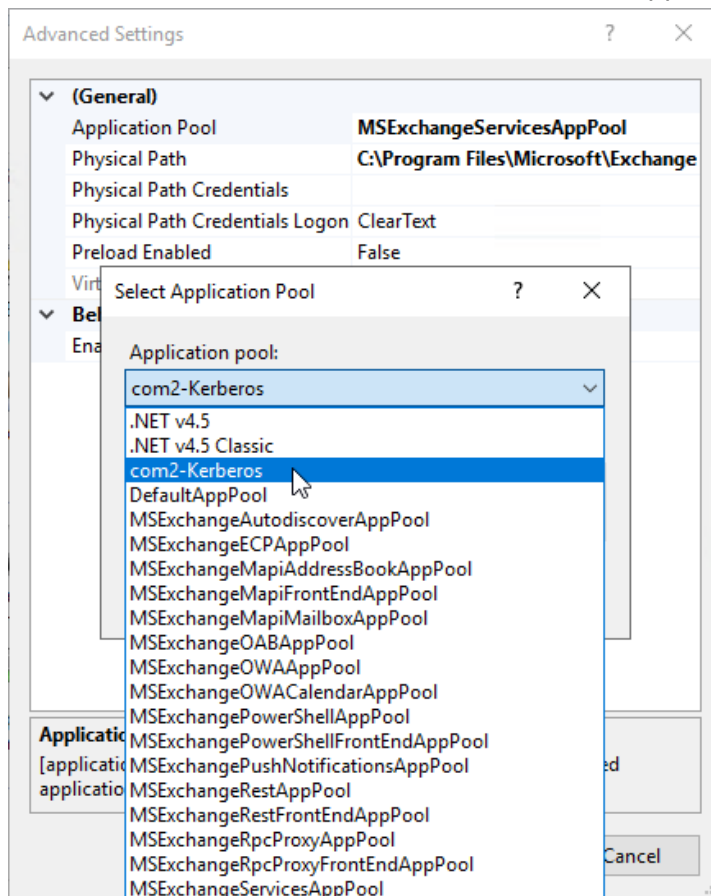 Advanced Settings ? ×
(General)
Application Pool MSExchangeServicesAppPool
Physical Path C:\Program Files\Microsoft\Exchange
Physical Path Credentials
Physical Path Credentials Logon ClearText
Preload Enabled False
Virt
Select Application Pool ? ×
Bel
Ena
Application pool:
com2-Kerberos
.NET v4.5
.NET v4.5 Classic
com2-Kerberos
DefaultAppPool
MSExchangeAutodiscoverAppPool
MSExchangeECPAppPool
MSExchangeMapiAddressBookAppPool
MSExchangeMapiFrontEndAppPool
MSExchangeMapiMailboxAppPool
MSExchangeOABAppPool
MSExchangeOWAAppPool
MSExchangeOWACalendarAppPool
MSExchangePowerShellAppPool
MSExchangePowerShellFrontEndAppPool
MSExchangePushNotificationsAppPool
MSExchangeRestAppPool
MSExchangeRestFrontEndAppPool
MSExchangeRpcProxyAppPool
MSExchangeRpcProxyFrontEndAppPool
MSExchangeServicesAppPool
Applicatio
[applicatio ed
applicatio
Cancel